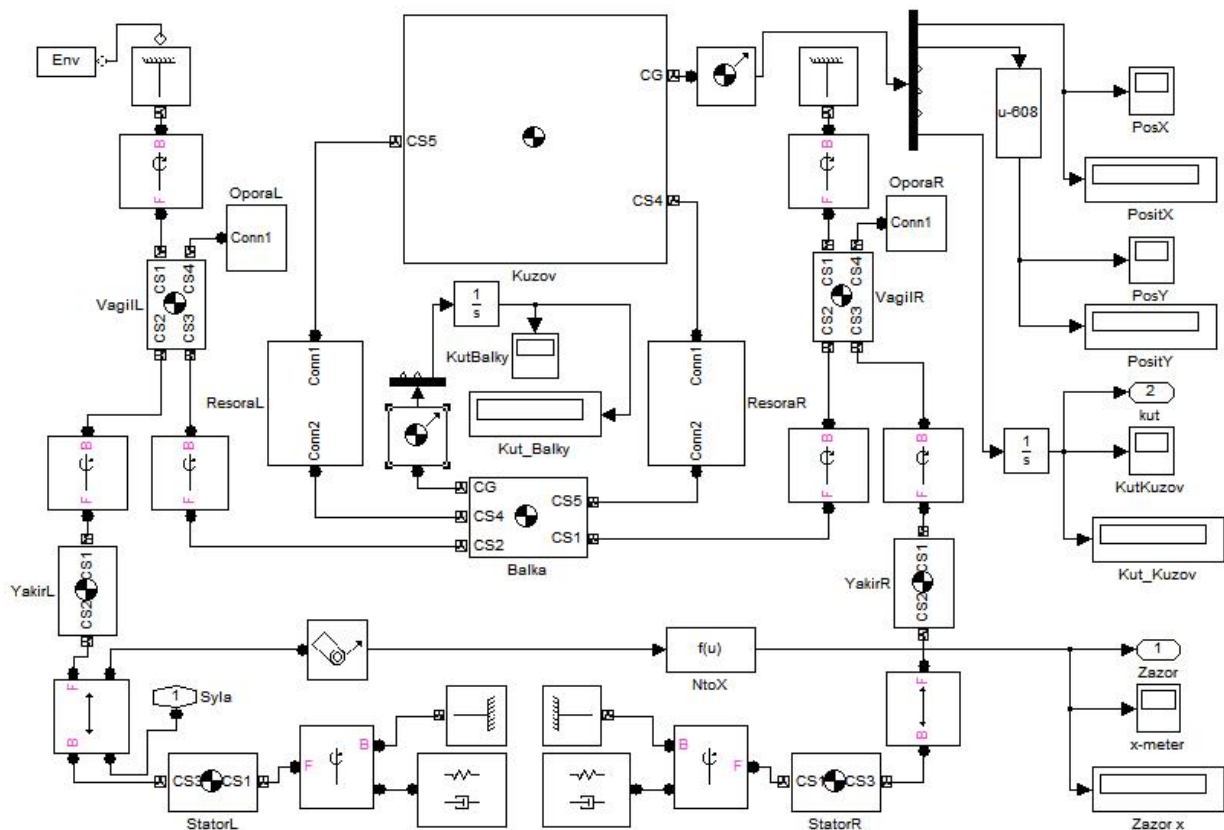 Env
CG
u-608
PosX
B
B
CS5
F
OporaL
F
OporaR
PositX
Conn1
CS4
Conn1
CS1
CS4
Kuzov
CS1
CS4
VagilL
VagilR
PosY
CS2
CS3
1
s
CS2
CS3
PositY
KutBalky
Conn1
Conn1
ResoraL
ResoraR
2
kut
Conn2
Kut_Balky
Conn2
B
B
B
B
1
s
KutKuzov
F
F
CG
CS5
F
F
CS4
CS2
CS1
Balka
Kut_Kuzov
YakirL
CS1
CS2
YakirR
CS1
CS2
f(u)
NtoX
1
Zazor
F
1
Syla
F
B
B
B
B
x-meter
F
F
CS3
CS1
CS1
CS3
StatorL
StatorR
Zazor x